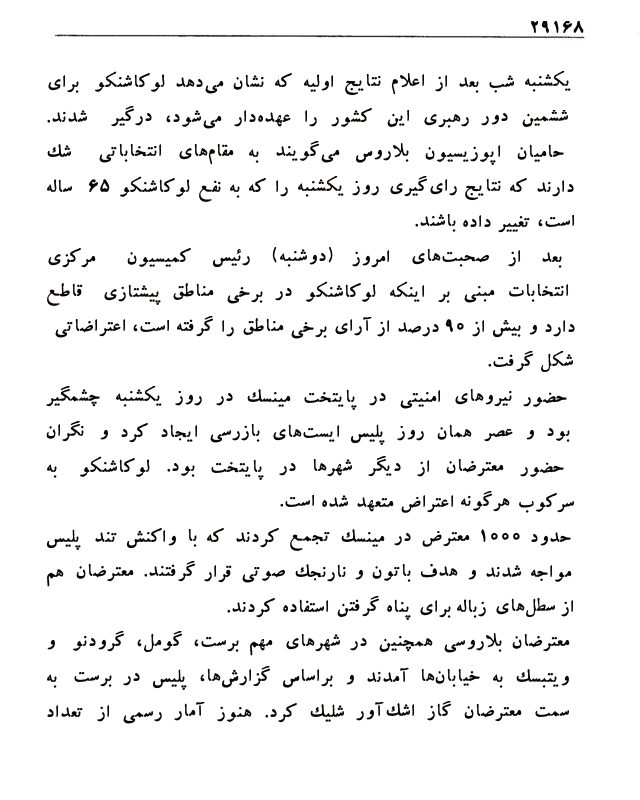 ۲۹۱۶۸
یکشنبه شب بعد از اعلام نتایج اولیه که نشان می‌دهد لوکاشنکو برای
ششمین دور رهبری این کشور را عهده‌دار می‌شود، درگیر شدند.
حامیان اپوزیسیون بلاروس می‌گویند به مقام‌های انتخاباتی شك
دارند که نتایج رای‌گیری روز یکشنبه را که به نفع لوکاشنکو ۶۵ ساله
است، تغییر داده باشند.
بعد از صحبت‌های امروز (دوشنبه) رئیس کمیسیون مرکزی
انتخابات مبنی بر اینکه لوکاشنکو در برخی مناطق پیشتازی قاطع
دارد و بیش از ۹۰ درصد از آرای برخی مناطق را گرفته است، اعتراضاتی
شکل گرفت.
حضور نیروهای امنیتی در پایتخت مینسك در روز یکشنبه چشمگیر
بود و عصر همان روز پلیس ایست‌های بازرسی ایجاد کرد و نگران
حضور معترضان از دیگر شهرها در پایتخت بود. لوکاشنکو به
سرکوب هرگونه اعتراض متعهد شده است.
حدود ۱۰۰۰ معترض در مینسك تجمع کردند که با واکنش تند پلیس
مواجه شدند و هدف باتون و نارنجك صوتی قرار گرفتند. معترضان هم
از سطل‌های زباله برای پناه گرفتن استفاده کردند.
معترضان بلاروسی همچنین در شهرهای مهم برست، گومل، گرودنو و
ویتبسك به خیابان‌ها آمدند و براساس گزارش‌ها، پلیس در برست به
سمت معترضان گاز اشك‌آور شلیك کرد. هنوز آمار رسمی از تعداد